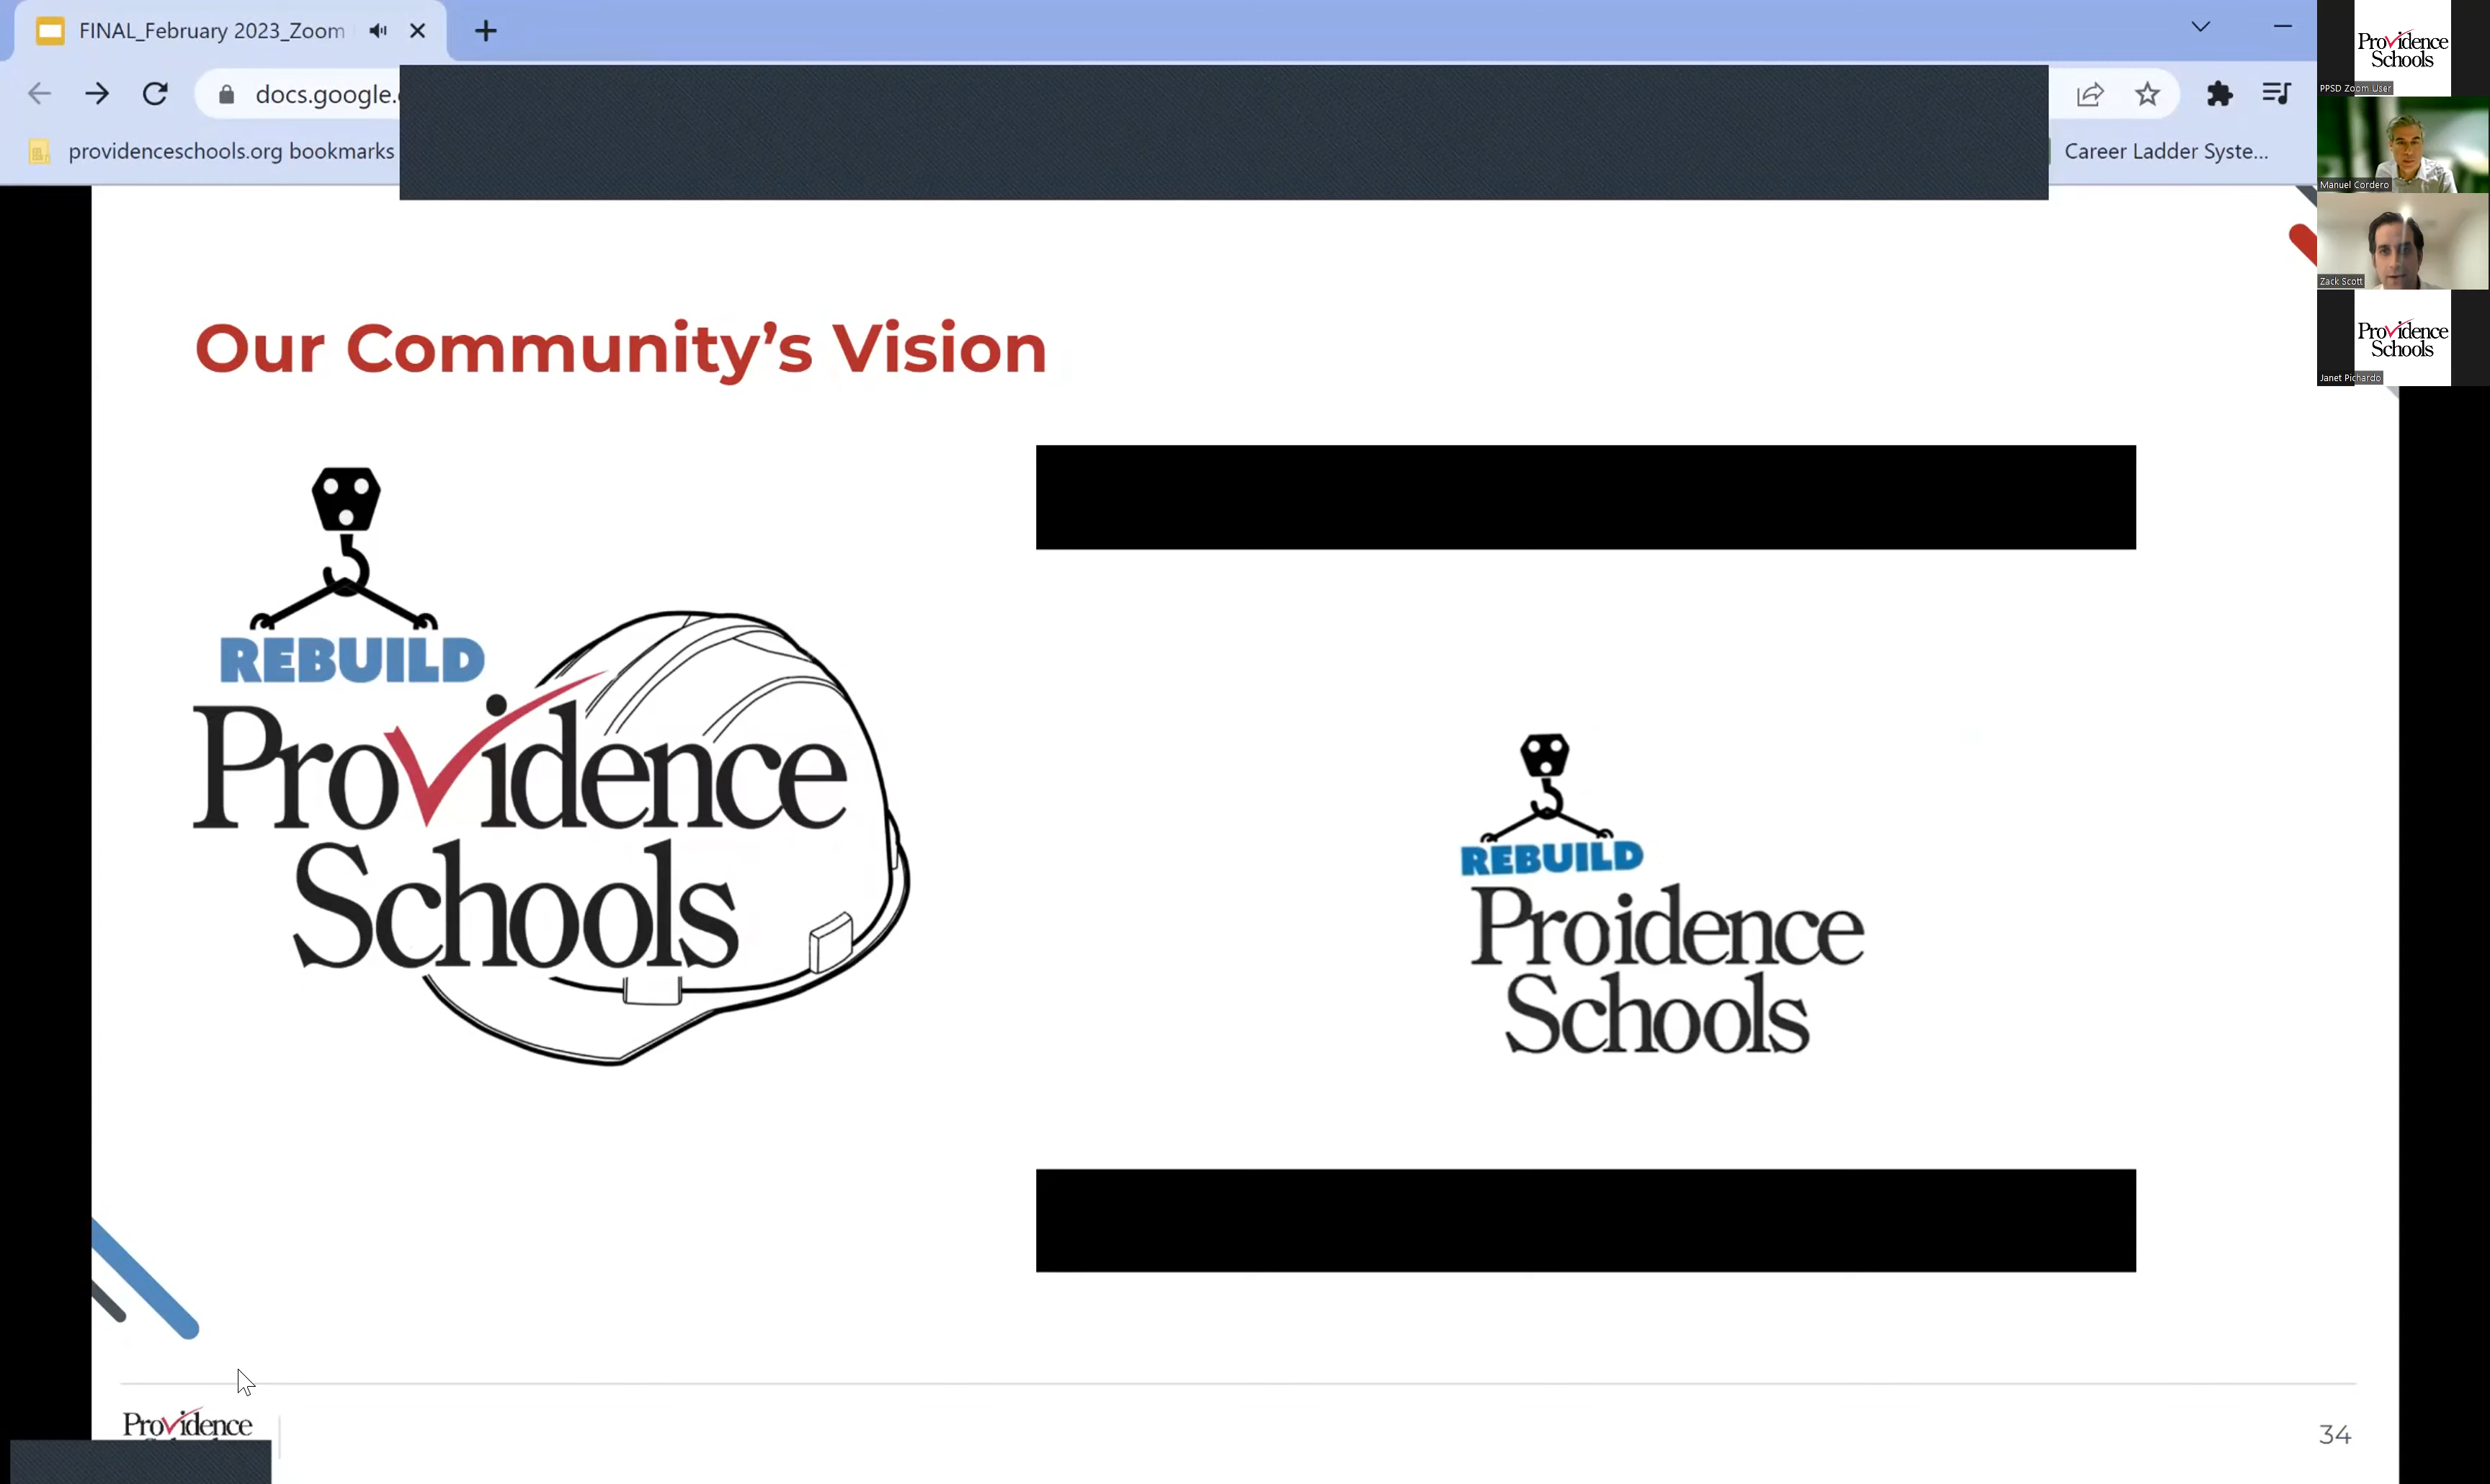 FINAL_February 2023_Zoom
docs.google.
providenceschools.org bookmarks
Career Ladder Syste...
Providence
Schools
PPSD Zoom User
Manuel Cordero
Zack Scott
Providence
Schools
Janet Pichardo
Our Community's Vision
REBUILD
Providence
Schools
REBUILD
Proidence
Schools
Providence
34